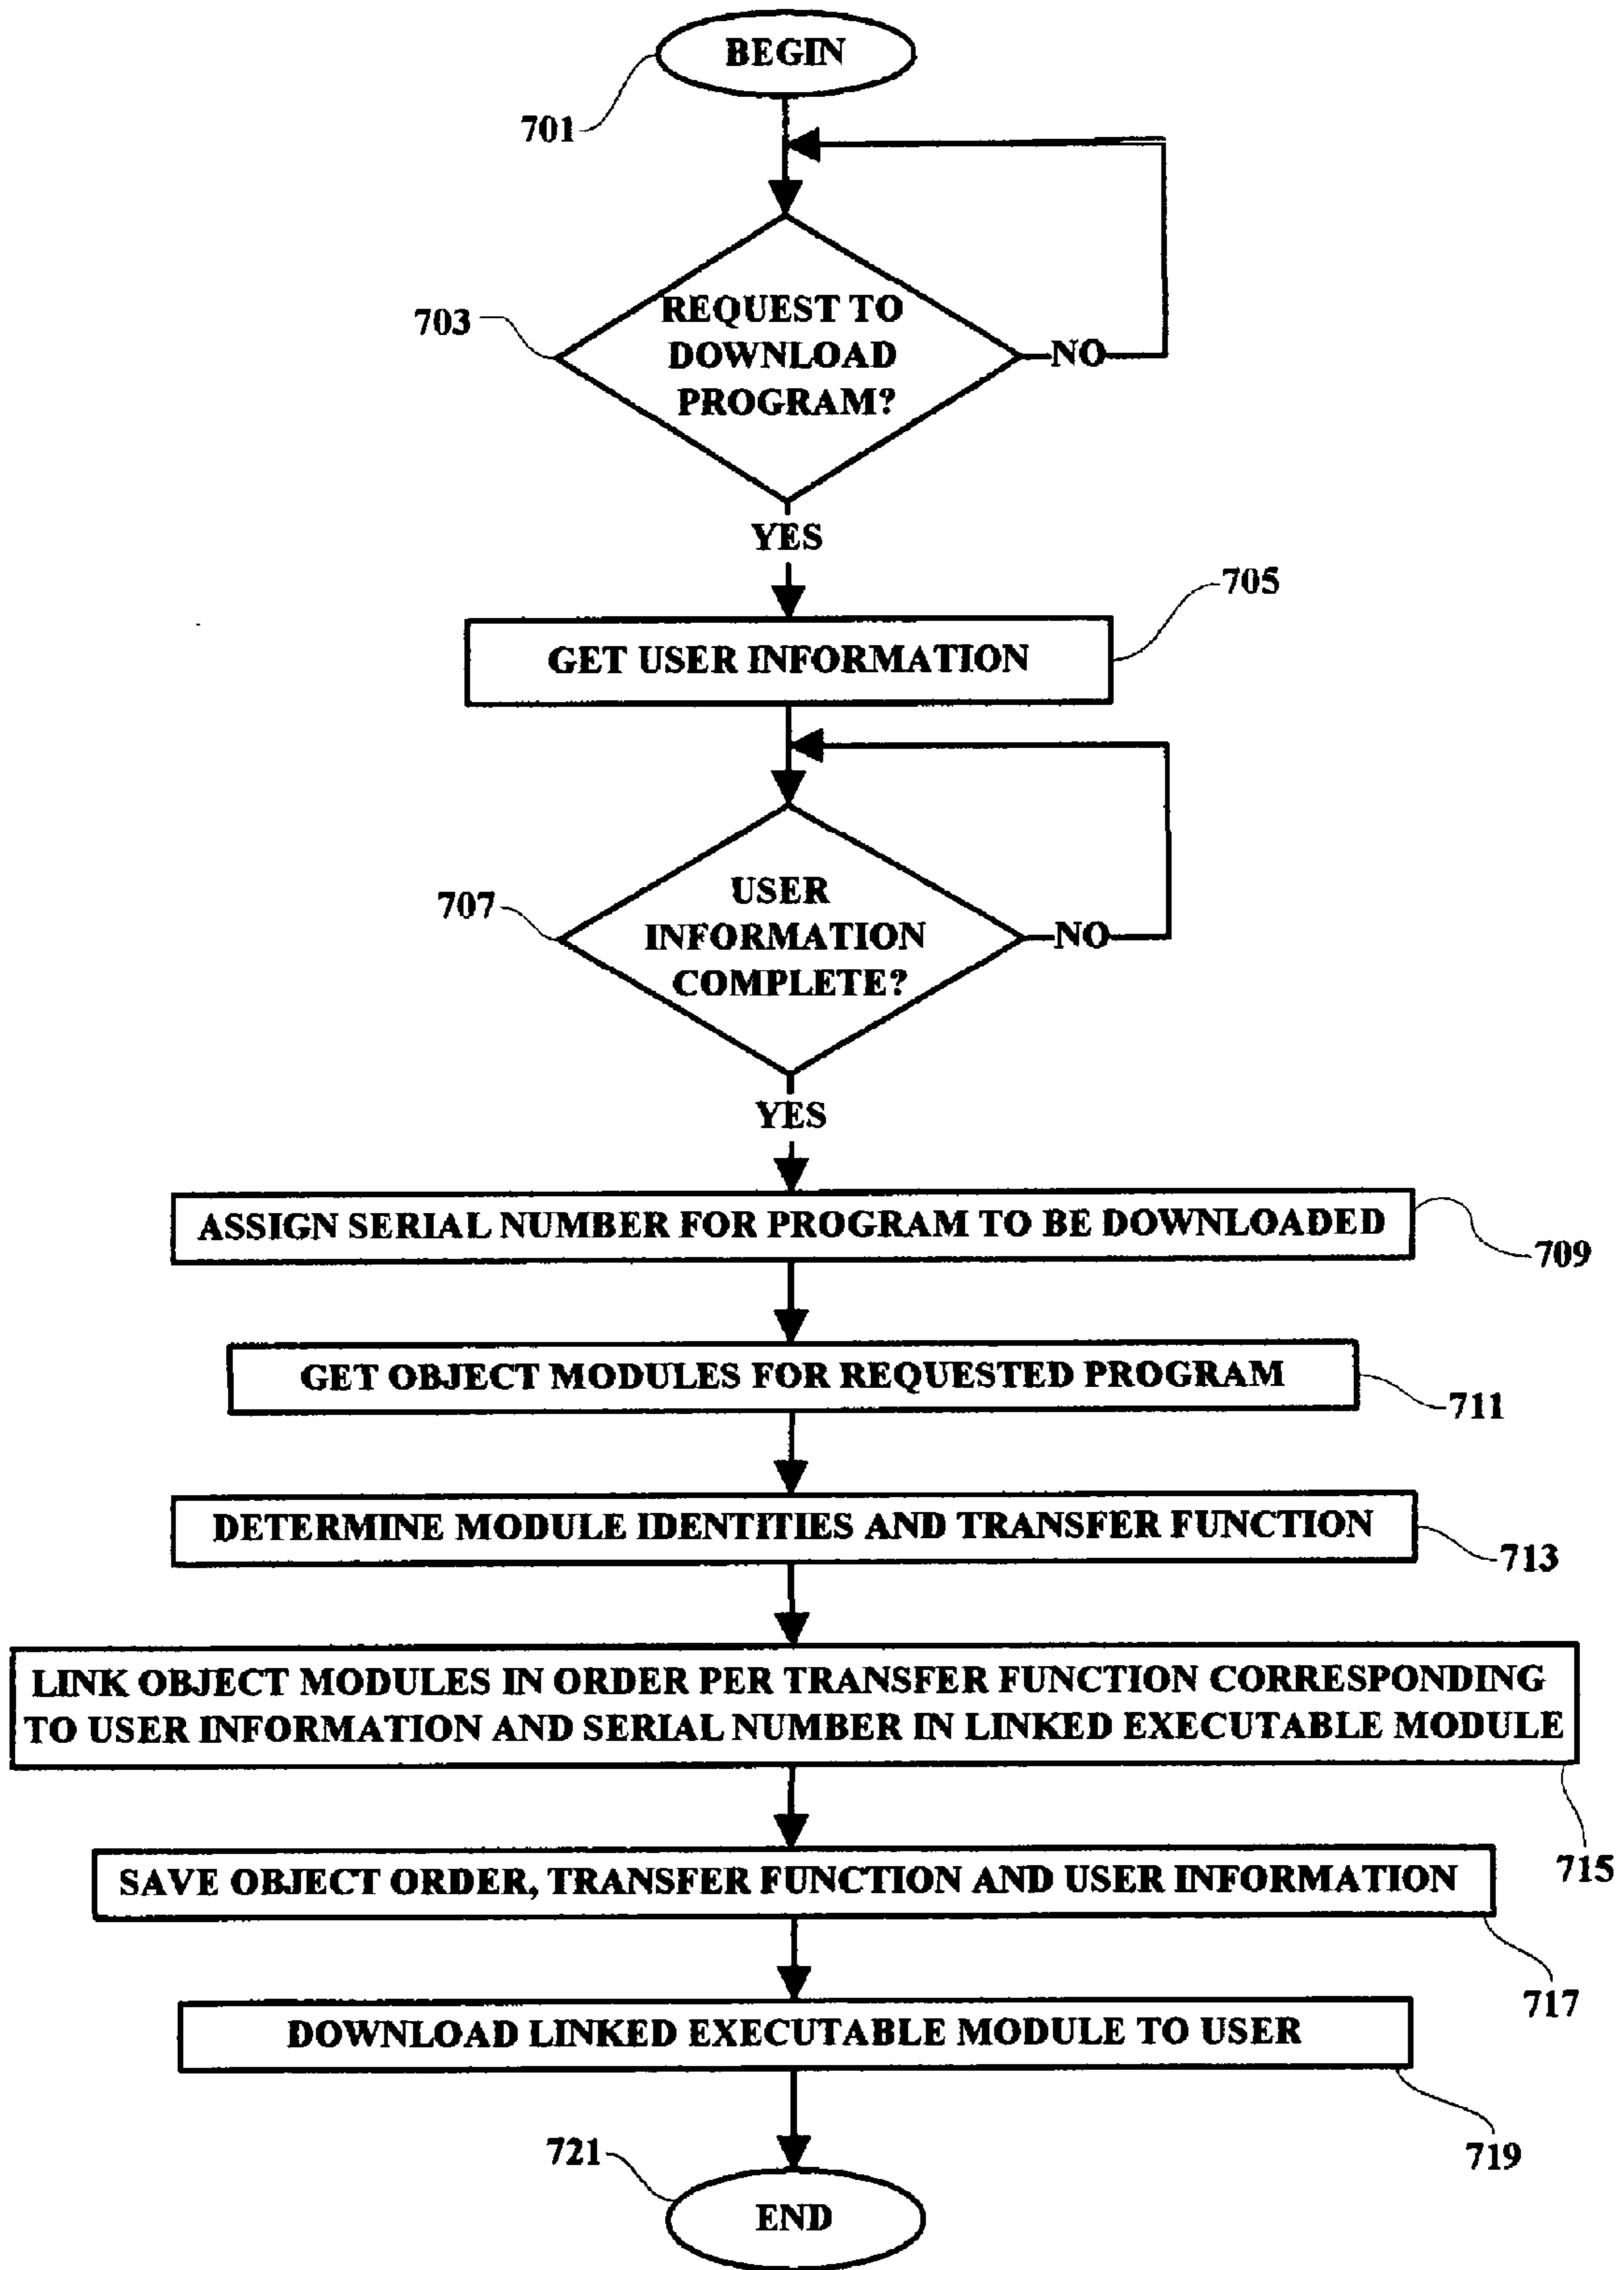 BEGIN
701
REQUEST TO
DOWNLOAD
PROGRAM?
703
NO
YES
705
GET USER INFORMATION
USER
INFORMATION
COMPLETE?
707
NO
YES
ASSIGN SERIAL NUMBER FOR PROGRAM TO BE DOWNLOADED
709
GET OBJECT MODULES FOR REQUESTED PROGRAM
711
DETERMINE MODULE IDENTITIES AND TRANSFER FUNCTION
713
LINK OBJECT MODULES IN ORDER PER TRANSFER FUNCTION CORRESPONDING
TO USER INFORMATION AND SERIAL NUMBER IN LINKED EXECUTABLE MODULE
715
SAVE OBJECT ORDER, TRANSFER FUNCTION AND USER INFORMATION
717
DOWNLOAD LINKED EXECUTABLE MODULE TO USER
719
721
END